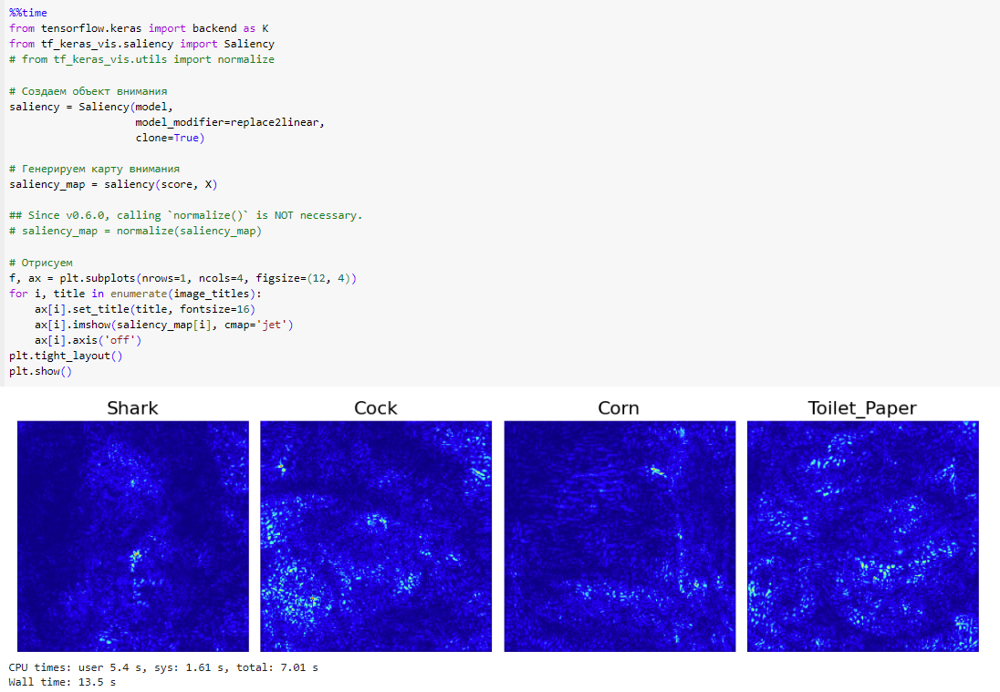 %%time
from tensorflow.keras import backend as K
from tf_keras_vis.saliency import Saliency
# from tf_keras_vis.utils import normalize
# Создаем объект внимания
saliency = Saliency(model,
model_modifier=replace2linear,
clone=True)
# Генерируем карту внимания
saliency_map = saliency(score, X)
## Since v0.6.0, calling `normalize()` is NOT necessary.
# saliency_map = normalize(saliency_map)
# Отрисуем
f, ax = plt.subplots(nrows=1, ncols=4, figsize=(12, 4))
for i, title in enumerate(image_titles):
    ax[i].set_title(title, fontsize=16)
    ax[i].imshow(saliency_map[i], cmap='jet')
    ax[i].axis('off')
plt.tight_layout()
plt.show()
Shark Cock Corn Toilet_Paper
CPU times: user 5.4 s, sys: 1.61 s, total: 7.01 s
Wall time: 13.5 s